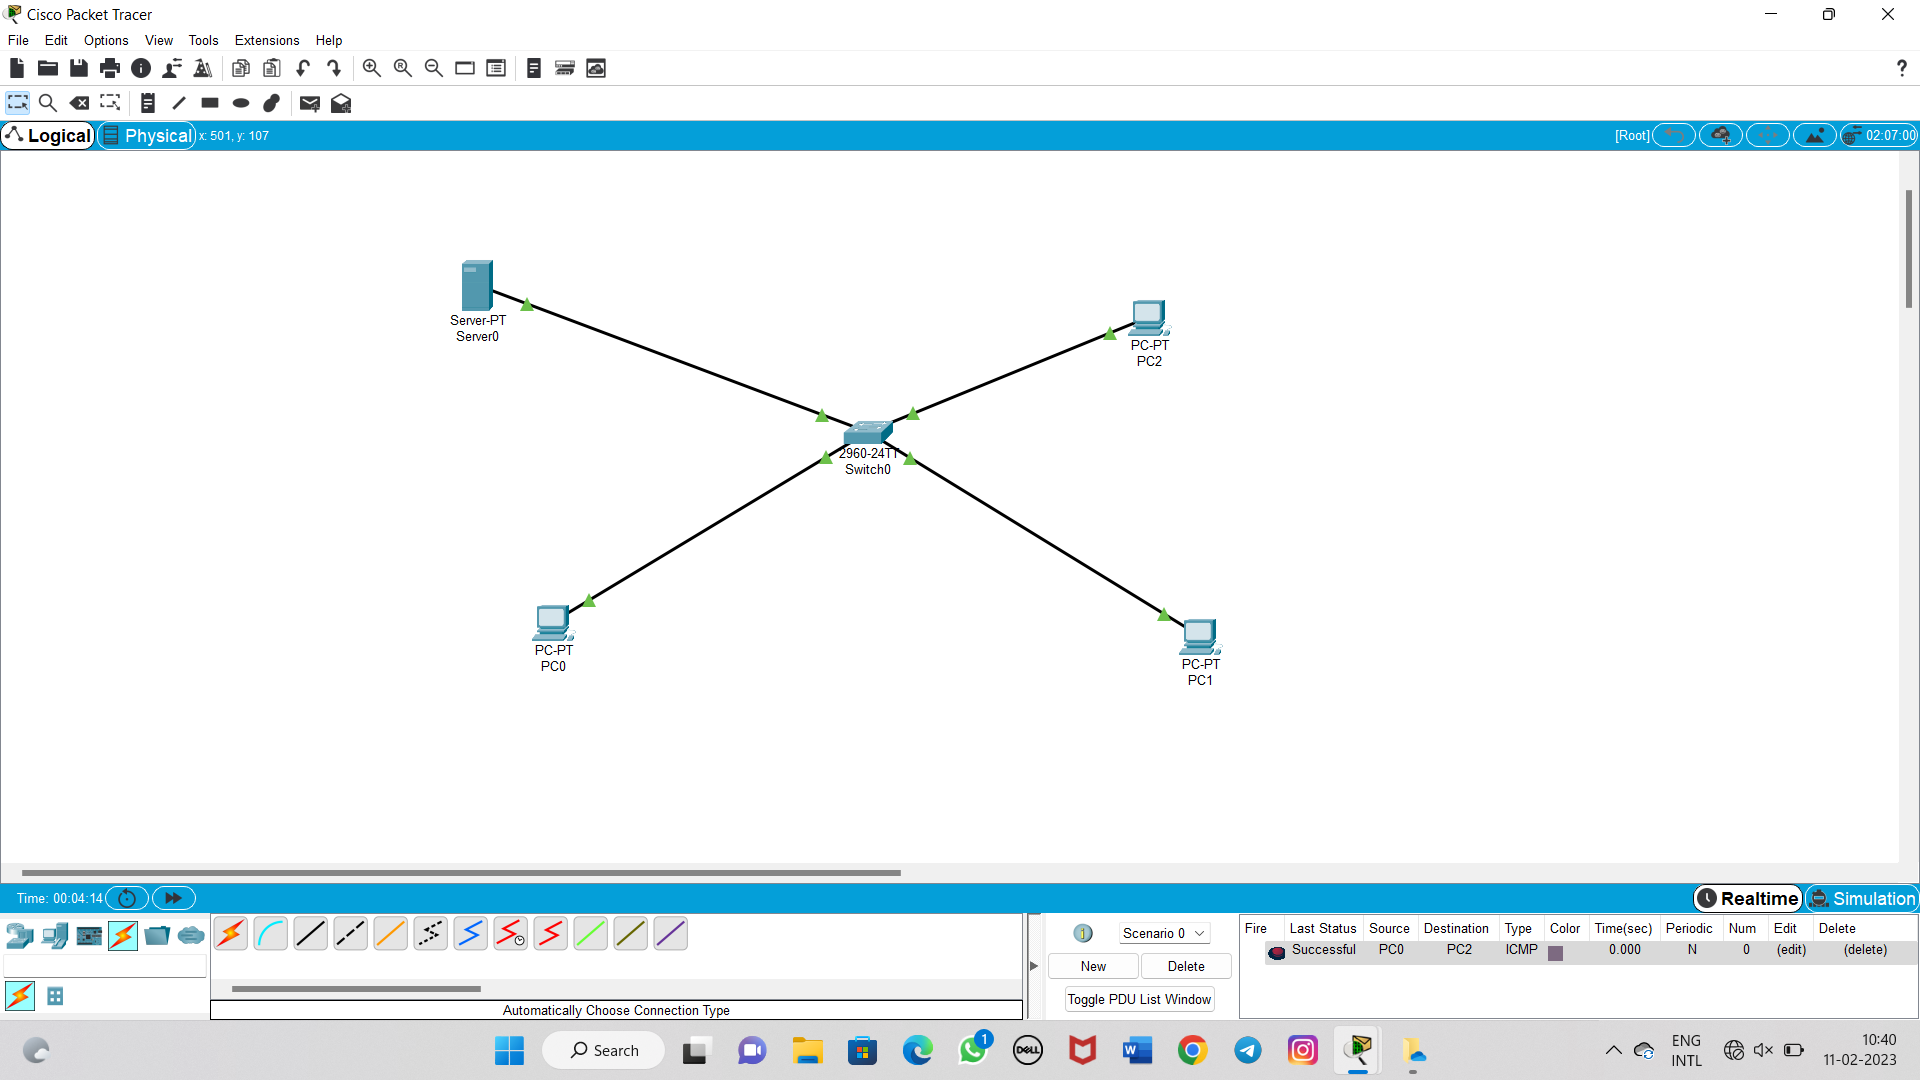 Cisco Packet Tracer
File Edit Options View Tools Extensions Help
?
Logical Physical x: 501, y: 107 [Root] 02:07:00
Server-PT
Server0
PC-PT
PC2
2960-24TT
Switch0
PC-PT
PC0
PC-PT
PC1
Time: 00:04:14 Realtime Simulation
Scenario 0
New Delete
Toggle PDU List Window
Fire Last Status Source Destination Type Color Time(sec) Periodic Num Edit Delete
Successful PC0 PC2 ICMP 0.000 N 0 (edit) (delete)
Automatically Choose Connection Type
Search
1
DELL
ENG
INTL
10:40
11-02-2023